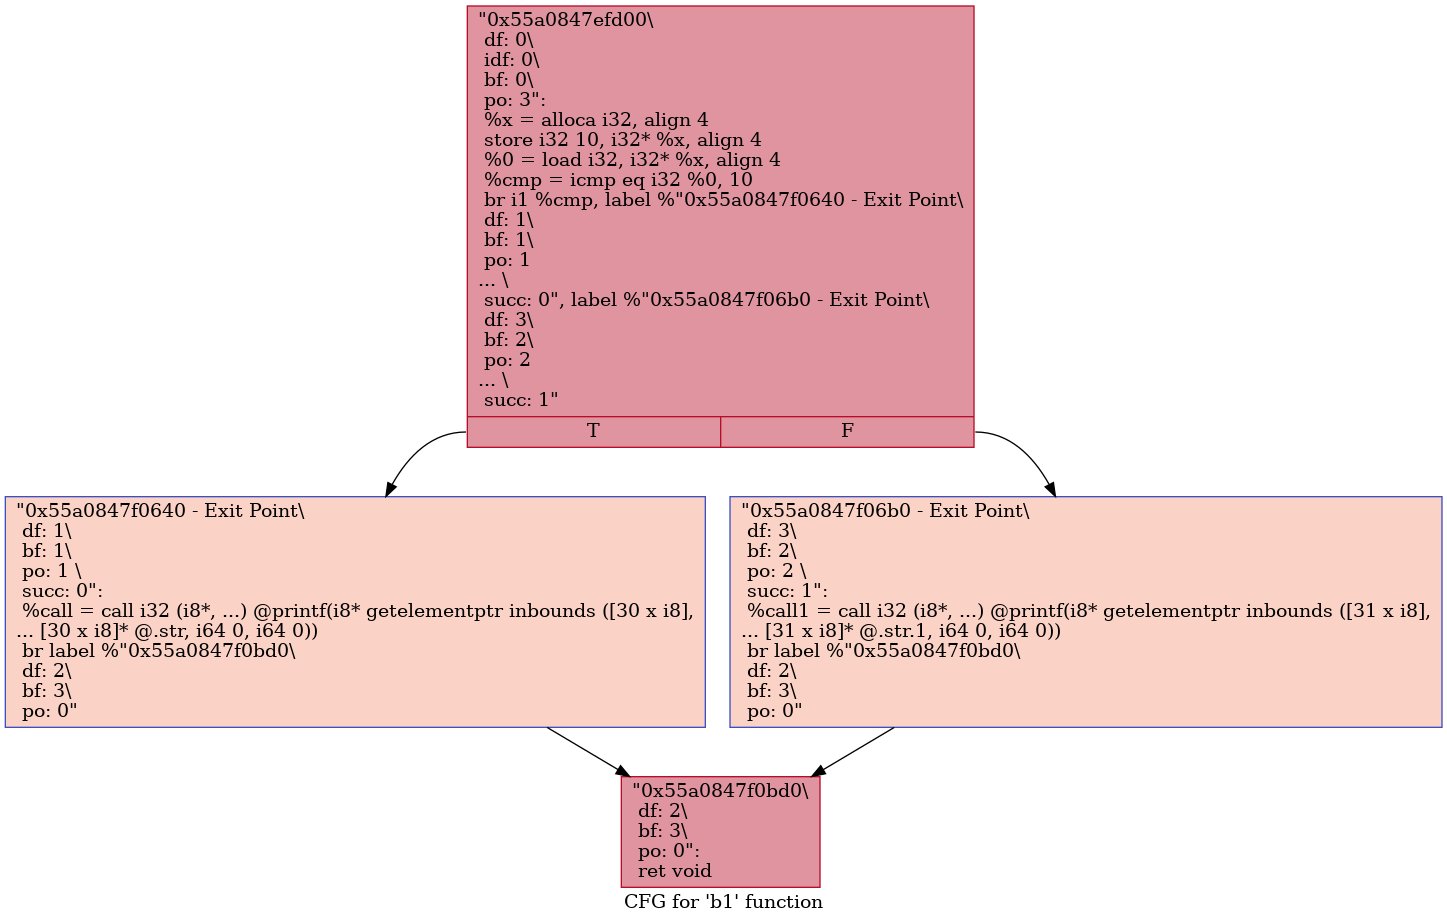 "0x55a0847efd00\
df: 0\
idf: 0\
bf: 0\
po: 3":
%x = alloca i32, align 4
store i32 10, i32* %x, align 4
%0 = load i32, i32* %x, align 4
%cmp = icmp eq i32 %0, 10
br i1 %cmp, label %"0x55a0847f0640 - Exit Point\
df: 1\
bf: 1\
po: 1
... \
succ: 0", label %"0x55a0847f06b0 - Exit Point\
df: 3\
bf: 2\
po: 2
... \
succ: 1"
T
F
"0x55a0847f0640 - Exit Point\
df: 1\
bf: 1\
po: 1 \
succ: 0":
%call = call i32 (i8*, ...) @printf(i8* getelementptr inbounds ([30 x i8],
... [30 x i8]* @.str, i64 0, i64 0))
br label %"0x55a0847f0bd0\
df: 2\
bf: 3\
po: 0"
"0x55a0847f06b0 - Exit Point\
df: 3\
bf: 2\
po: 2 \
succ: 1":
%call1 = call i32 (i8*, ...) @printf(i8* getelementptr inbounds ([31 x i8],
... [31 x i8]* @.str.1, i64 0, i64 0))
br label %"0x55a0847f0bd0\
df: 2\
bf: 3\
po: 0"
"0x55a0847f0bd0\
df: 2\
bf: 3\
po: 0":
ret void
CFG for 'b1' function